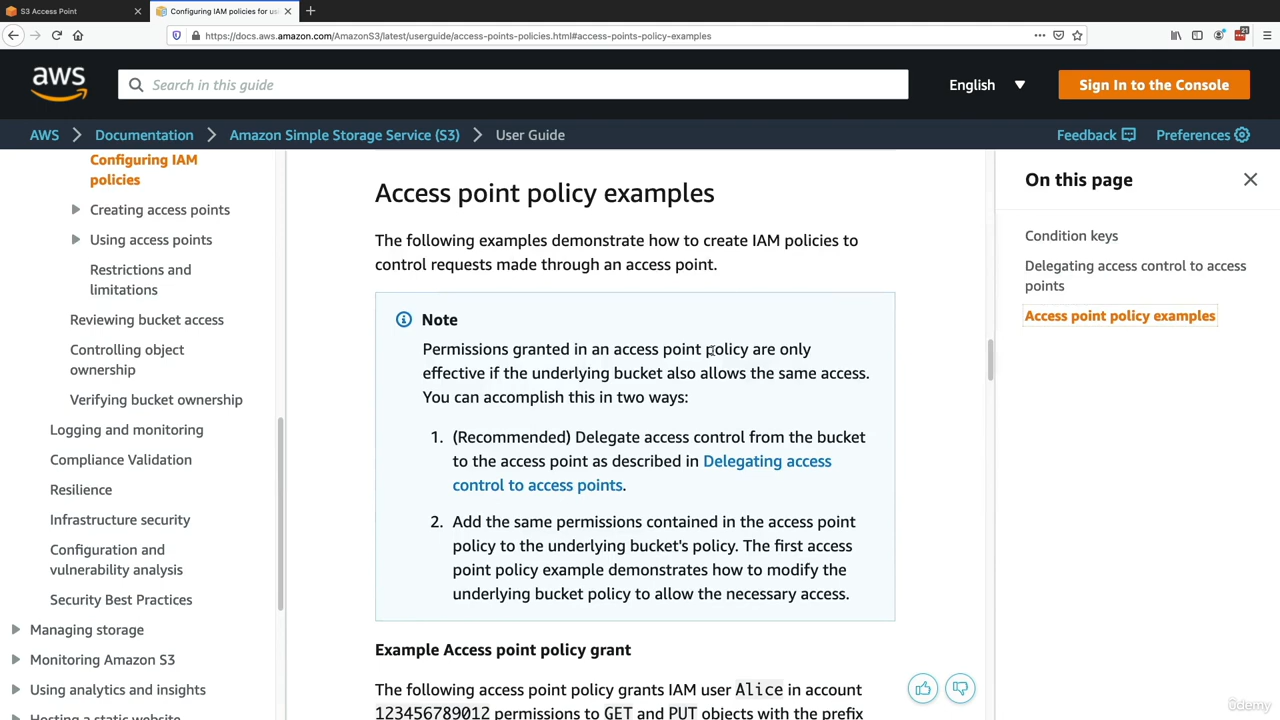 S3 Access Point
Configuring IAM policies for us
21
https://docs.aws.amazon.com/AmazonS3/latest/userguide/access-points-policies.html#access-points-policy-examples
aws
Search in this guide
English
Sign In to the Console
AWS
Documentation
Amazon Simple Storage Service (S3)
User Guide
Feedback
Preferences
Configuring IAM
policies
Creating access points
Using access points
Restrictions and
limitations
Reviewing bucket access
Controlling object
ownership
Verifying bucket ownership
Logging and monitoring
Compliance Validation
Resilience
Infrastructure security
Configuration and
vulnerability analysis
Security Best Practices
Managing storage
Monitoring Amazon S3
Using analytics and insights
Hosting a static website
Access point policy examples
The following examples demonstrate how to create IAM policies to
control requests made through an access point.
Note
Permissions granted in an access point policy are only
effective if the underlying bucket also allows the same access.
You can accomplish this in two ways:
1. (Recommended) Delegate access control from the bucket
to the access point as described in Delegating access
control to access points.
2. Add the same permissions contained in the access point
policy to the underlying bucket's policy. The first access
point policy example demonstrates how to modify the
underlying bucket policy to allow the necessary access.
Example Access point policy grant
The following access point policy grants IAM user Alice in account
123456789012 permissions to GET and PUT objects with the prefix
On this page
Condition keys
Delegating access control to access
points
Access point policy examples
ûdemy